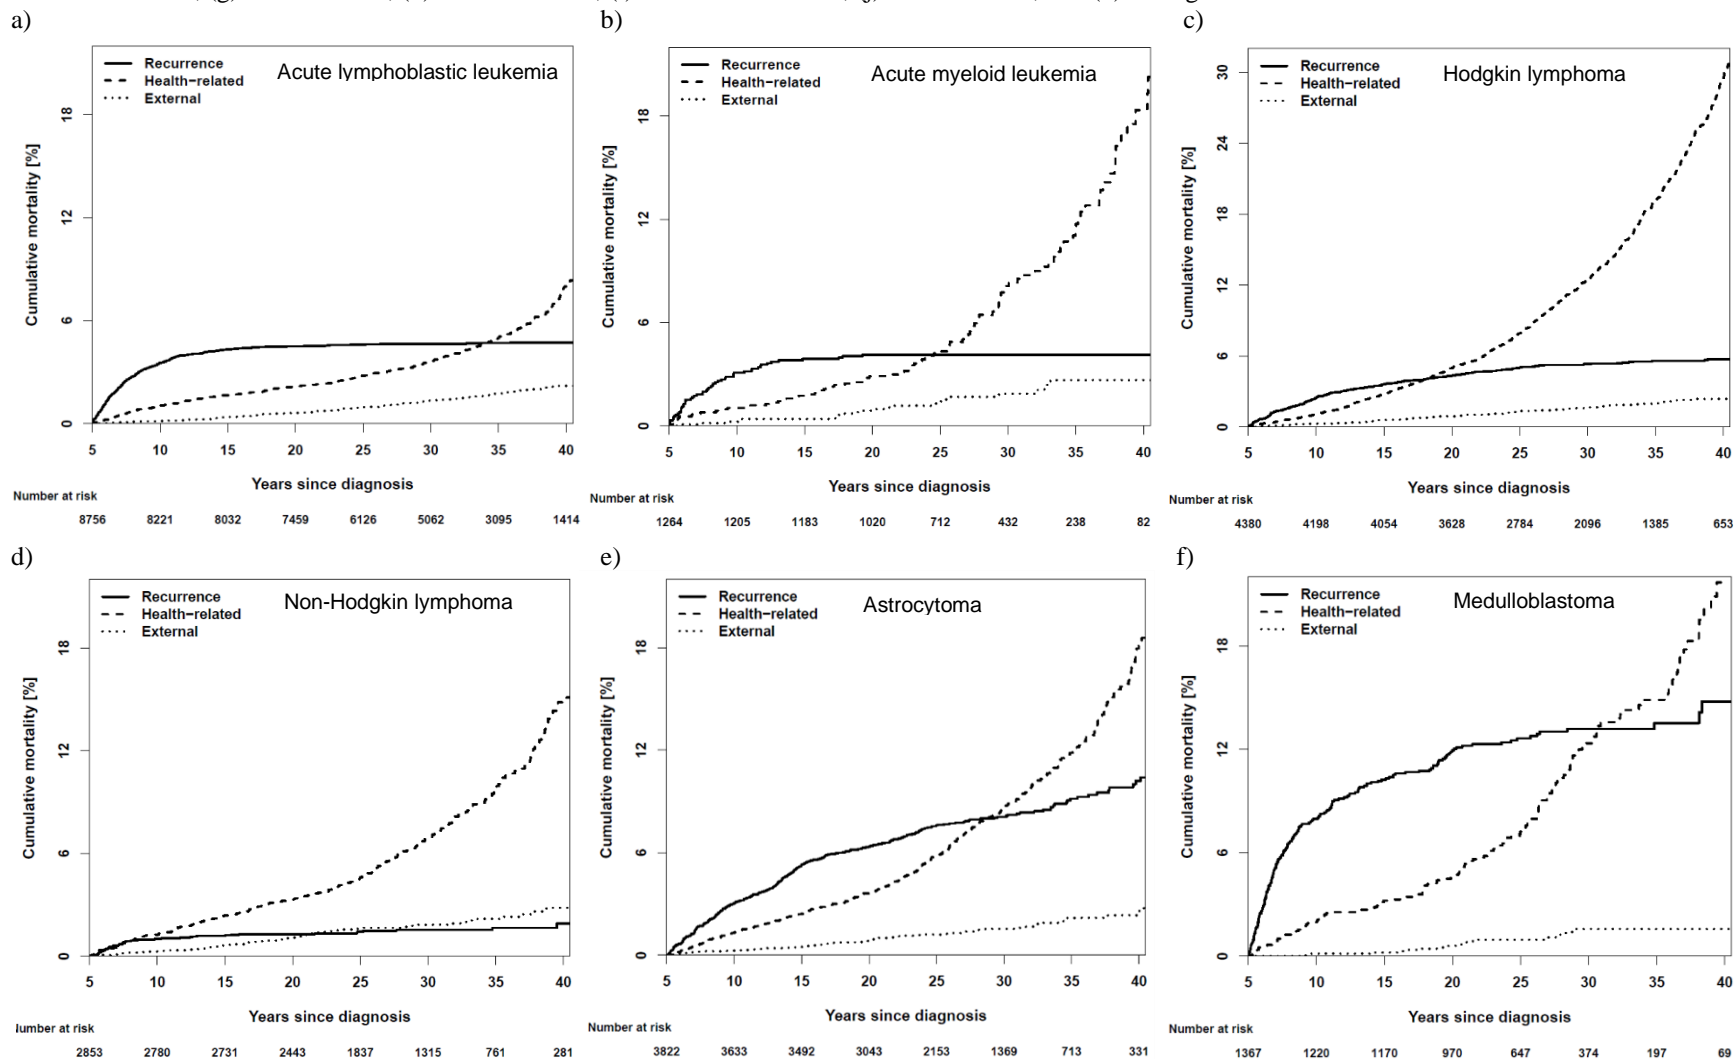 a)
b)
c)
Recurrence
Health-related
External
Acute lymphoblastic leukemia
Cumulative mortality [%]
18
12
6
0
5 10 15 20 25 30 35 40
Years since diagnosis
Number at risk
8756 8221 8032 7459 6126 5062 3095 1414
Recurrence
Health-related
External
Acute myeloid leukemia
Cumulative mortality [%]
18
12
6
0
5 10 15 20 25 30 35 40
Years since diagnosis
Number at risk
1264 1205 1183 1020 712 432 238 82
Recurrence
Health-related
External
Hodgkin lymphoma
Cumulative mortality [%]
30
24
18
12
6
0
5 10 15 20 25 30 35 40
Years since diagnosis
Number at risk
4380 4198 4054 3628 2784 2096 1385 653
d)
e)
f)
Recurrence
Health-related
External
Non-Hodgkin lymphoma
Cumulative mortality [%]
18
12
6
0
5 10 15 20 25 30 35 40
Years since diagnosis
lumber at risk
2853 2780 2731 2443 1837 1315 761 281
Recurrence
Health-related
External
Astrocytoma
Cumulative mortality [%]
18
12
6
0
5 10 15 20 25 30 35 40
Years since diagnosis
Number at risk
3822 3633 3492 3043 2153 1369 713 331
Recurrence
Health-related
External
Medulloblastoma
Cumulative mortality [%]
18
12
6
0
5 10 15 20 25 30 35 40
Years since diagnosis
Number at risk
1367 1220 1170 970 647 374 197 69